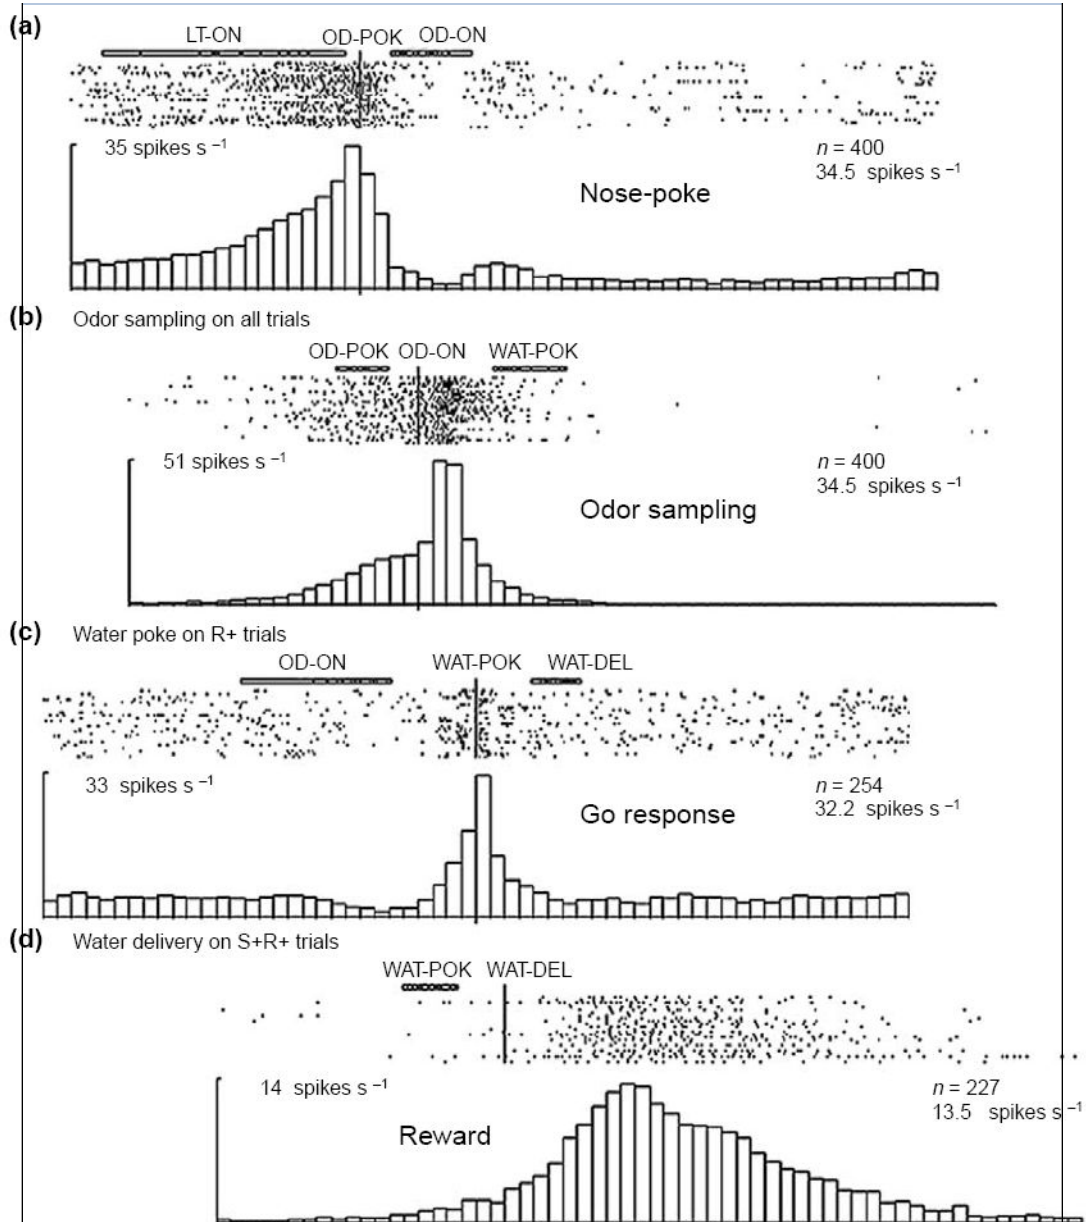 (a)
LT-ON OD-POK OD-ON
35 spikes s –1
n = 400
34.5 spikes s –1
Nose-poke
(b) Odor sampling on all trials
OD-POK OD-ON WAT-POK
51 spikes s –1
n = 400
34.5 spikes s –1
Odor sampling
(c) Water poke on R+ trials
OD-ON WAT-POK WAT-DEL
33 spikes s –1
n = 254
32.2 spikes s –1
Go response
(d) Water delivery on S+R+ trials
WAT-POK WAT-DEL
14 spikes s –1
n = 227
13.5 spikes s –1
Reward